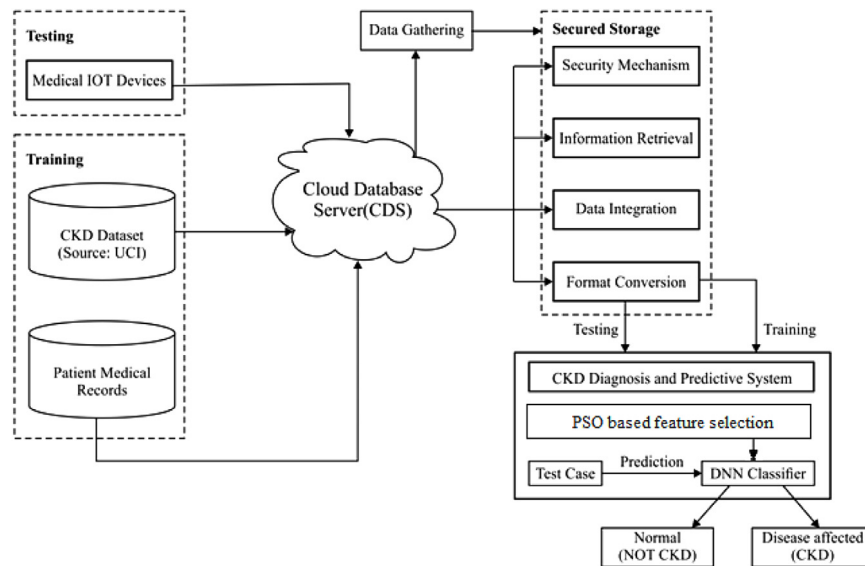 Testing
Medical IOT Devices
Training
CKD Dataset
(Source: UCI)
Patient Medical
Records
Cloud Database
Server(CDS)
Data Gathering
Secured Storage
Security Mechanism
Information Retrieval
Data Integration
Format Conversion
Testing
Training
CKD Diagnosis and Predictive System
PSO based feature selection
Test Case
Prediction
DNN Classifier
Normal
(NOT CKD)
Disease affected
(CKD)